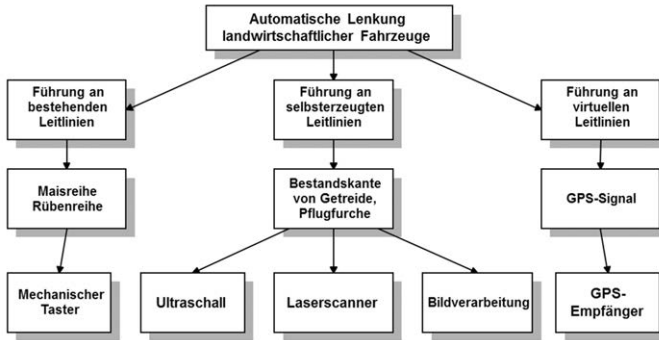 Automatische Lenkung
landwirtschaftlicher Fahrzeuge
Führung an
bestehenden
Leitlinien
Führung an
selbsterzeugten
Leitlinien
Führung an
virtuellen
Leitlinien
Maisreihe
Rübenreihe
Bestandskante
von Getreide,
Pflugfurche
GPS-Signal
Mechanischer
Taster
Ultraschall
Laserscanner
Bildverarbeitung
GPS-
Empfänger